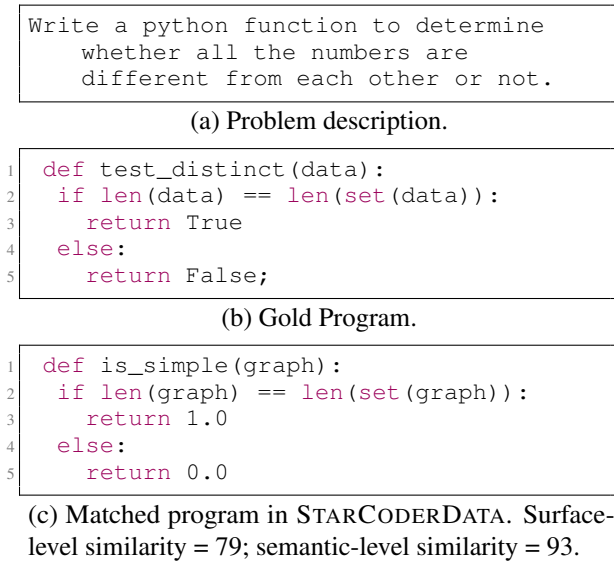 Write a python function to determine
whether all the numbers are
different from each other or not.
(a) Problem description.
1 def test_distinct(data):
2 if len(data) == len(set(data)):
3 return True
4 else:
5 return False;
(b) Gold Program.
1 def is_simple(graph):
2 if len(graph) == len(set(graph)):
3 return 1.0
4 else:
5 return 0.0
(c) Matched program in STARCODERDATA. Surface-
level similarity = 79; semantic-level similarity = 93.